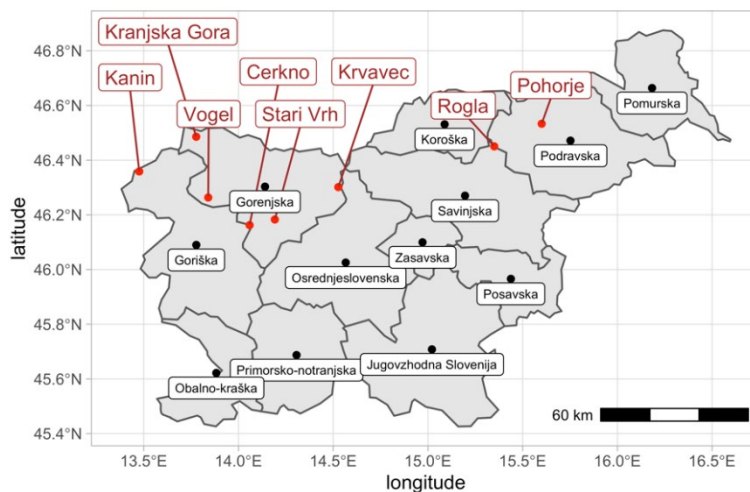 Kranjska Gora
Kanin
Cerkno
Krvavec
Vogel
Stari Vrh
Rogla
Pohorje
Pomurska
Koroška
Podravska
Gorenjska
Savinjska
Goriška
Osrednjeslovenska
Zasavska
Posavska
Obalno-kraška
Primorsko-notranjska
Jugovzhodna Slovenija
60 km
46.8°N
46.6°N
46.4°N
46.2°N
46.0°N
45.8°N
45.6°N
45.4°N
latitude
13.5°E
14.0°E
14.5°E
15.0°E
15.5°E
16.0°E
16.5°E
longitude